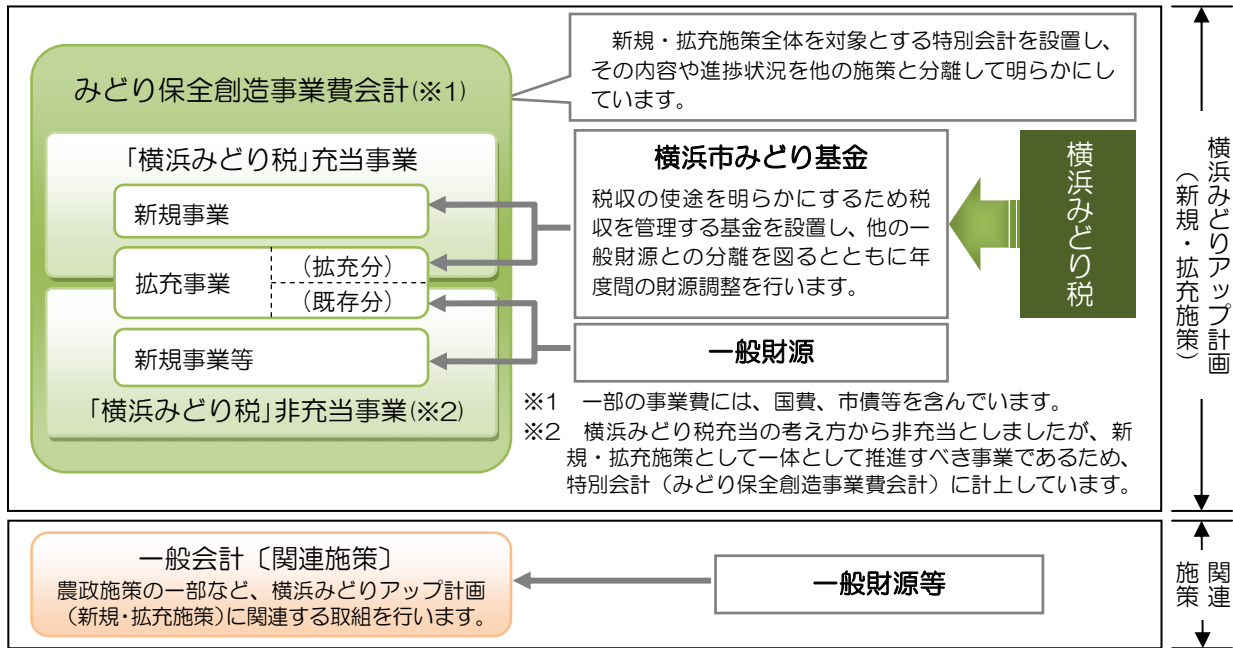 みどり保全創造事業費会計(※1)
新規・拡充施策全体を対象とする特別会計を設置し、
その内容や進捗状況を他の施策と分離して明らかにし
ています。
「横浜みどり税」充当事業
新規事業
拡充事業
（拡充分）
（既存分）
新規事業等
「横浜みどり税」非充当事業(※2)
横浜市みどり基金
税収の使途を明らかにするため税
収を管理する基金を設置し、他の一
般財源との分離を図るとともに年
度間の財源調整を行います。
横浜みどり税
一般財源
※1　一部の事業費には、国費、市債等を含んでいます。
※2　横浜みどり税充当の考え方から非充当としましたが、新
規・拡充施策として一体として推進すべき事業であるため、
特別会計（みどり保全創造事業費会計）に計上しています。
横浜みどりアップ計画
（新規・拡充施策）
一般会計〔関連施策〕
農政施策の一部など、横浜みどりアップ計画
（新規・拡充施策）に関連する取組を行います。
一般財源等
関連
施策